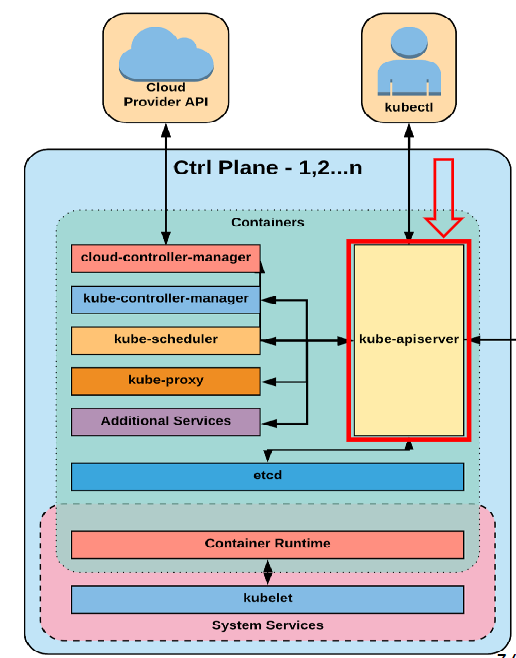 Cloud
Provider API
kubectl
Ctrl Plane - 1,2...n
Containers
cloud-controller-manager
kube-controller-manager
kube-scheduler
kube-apiserver
kube-proxy
Additional Services
etcd
Container Runtime
kubelet
System Services